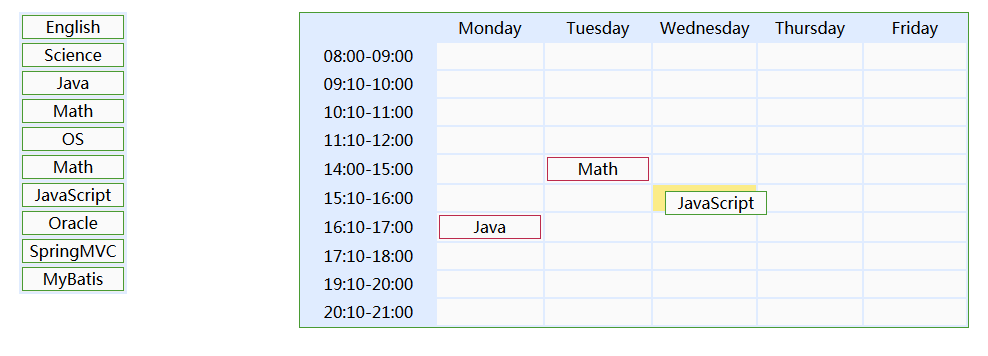 English
Science
Java
Math
OS
Math
JavaScript
Oracle
SpringMVC
MyBatis
Monday Tuesday Wednesday Thursday Friday
08:00-09:00
09:10-10:00
10:10-11:00
11:10-12:00
14:00-15:00 Math
15:10-16:00 JavaScript
16:10-17:00 Java
17:10-18:00
19:10-20:00
20:10-21:00